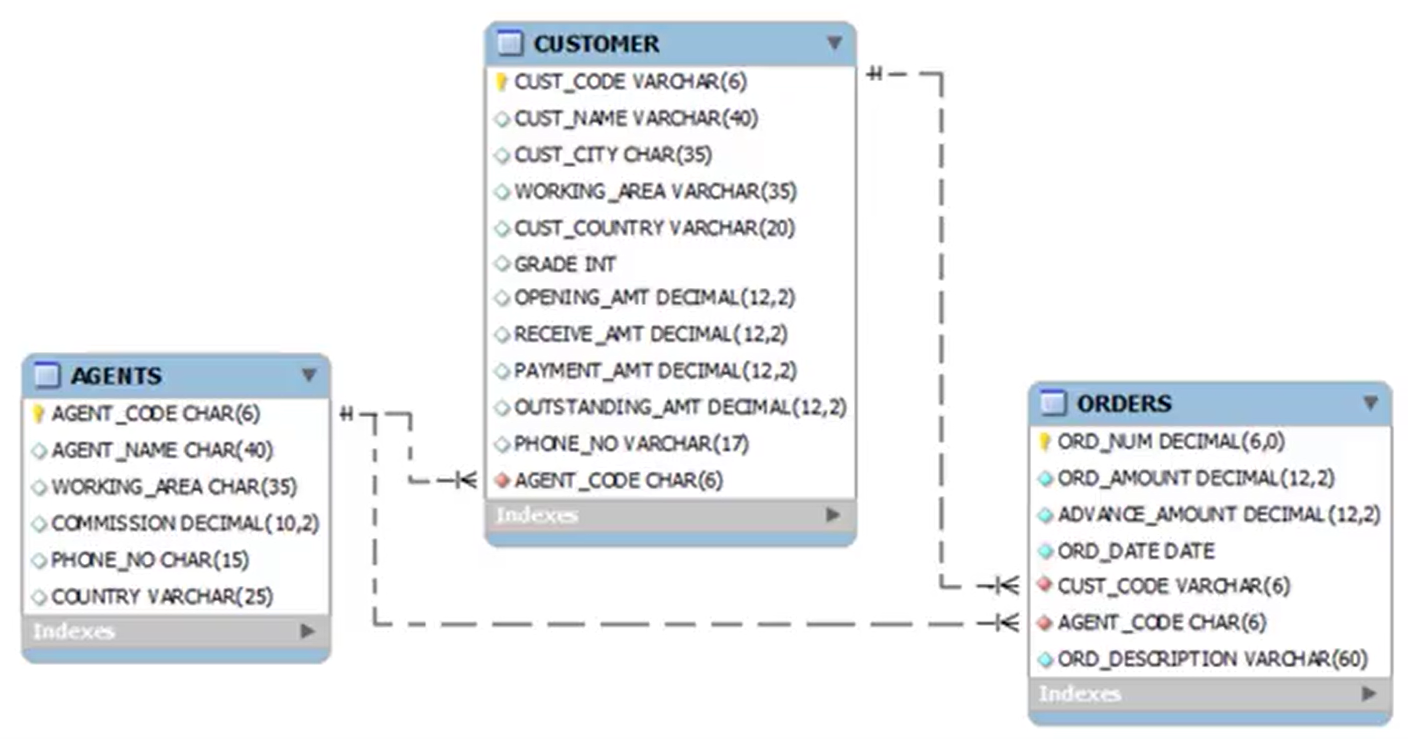 CUSTOMER
CUST_CODE VARCHAR(6)
CUST_NAME VARCHAR(40)
CUST_CITY CHAR(35)
WORKING_AREA VARCHAR(35)
CUST_COUNTRY VARCHAR(20)
GRADE INT
OPENING_AMT DECIMAL(12,2)
RECEIVE_AMT DECIMAL(12,2)
PAYMENT_AMT DECIMAL(12,2)
OUTSTANDING_AMT DECIMAL(12,2)
PHONE_NO VARCHAR(17)
AGENT_CODE CHAR(6)
Indexes
AGENTS
AGENT_CODE CHAR(6)
AGENT_NAME CHAR(40)
WORKING_AREA CHAR(35)
COMMISSION DECIMAL(10,2)
PHONE_NO CHAR(15)
COUNTRY VARCHAR(25)
Indexes
ORDERS
ORD_NUM DECIMAL(6,0)
ORD_AMOUNT DECIMAL(12,2)
ADVANCE_AMOUNT DECIMAL(12,2)
ORD_DATE DATE
CUST_CODE VARCHAR(6)
AGENT_CODE CHAR(6)
ORD_DESCRIPTION VARCHAR(60)
Indexes